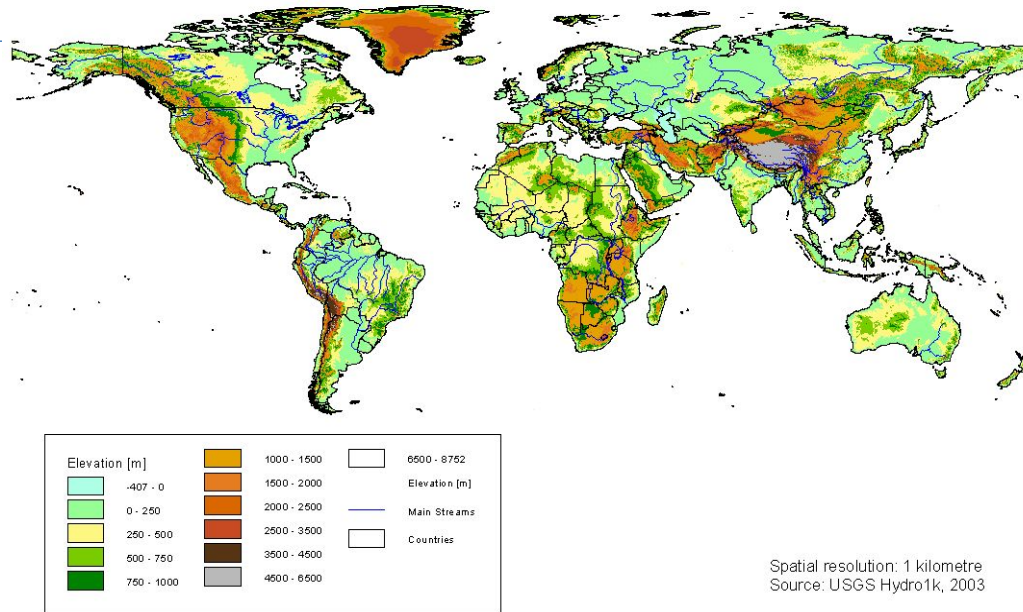 Elevation [m]
-407 - 0
0 - 250
250 - 500
500 - 750
750 - 1000
1000 - 1500
1500 - 2000
2000 - 2500
2500 - 3500
3500 - 4500
4500 - 6500
6500 - 8752
Elevation [m]
Main Streams
Countries
Spatial resolution: 1 kilometre
Source: USGS Hydro1k, 2003